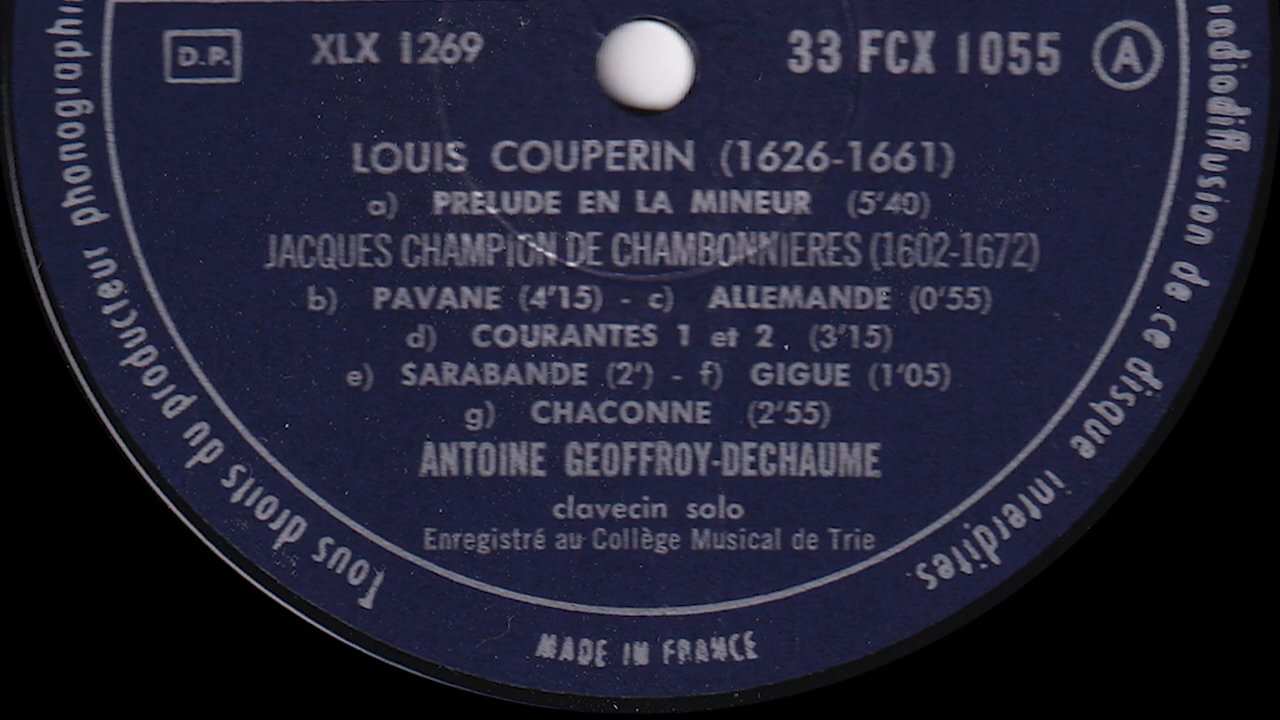 D.P. XLX 1269 33 FCX 1055 A
LOUIS COUPERIN (1626-1661)
a) PRELUDE EN LA MINEUR (5'40)
JACQUES CHAMPION DE CHAMBONNIERES (1602-1672)
b) PAVANE (4'15) - c) ALLEMANDE (0'55)
d) COURANTES 1 et 2 (3'15)
e) SARABANDE (2') - f) GIGUE (1'05)
g) CHACONNE (2'55)
ANTOINE GEOFFROY-DECHAUME
clavecin solo
Enregistré au Collège Musical de Trie
Tous droits du producteur phonographi
radiodiffusion de ce disque interdites.
MADE IN FRANCE